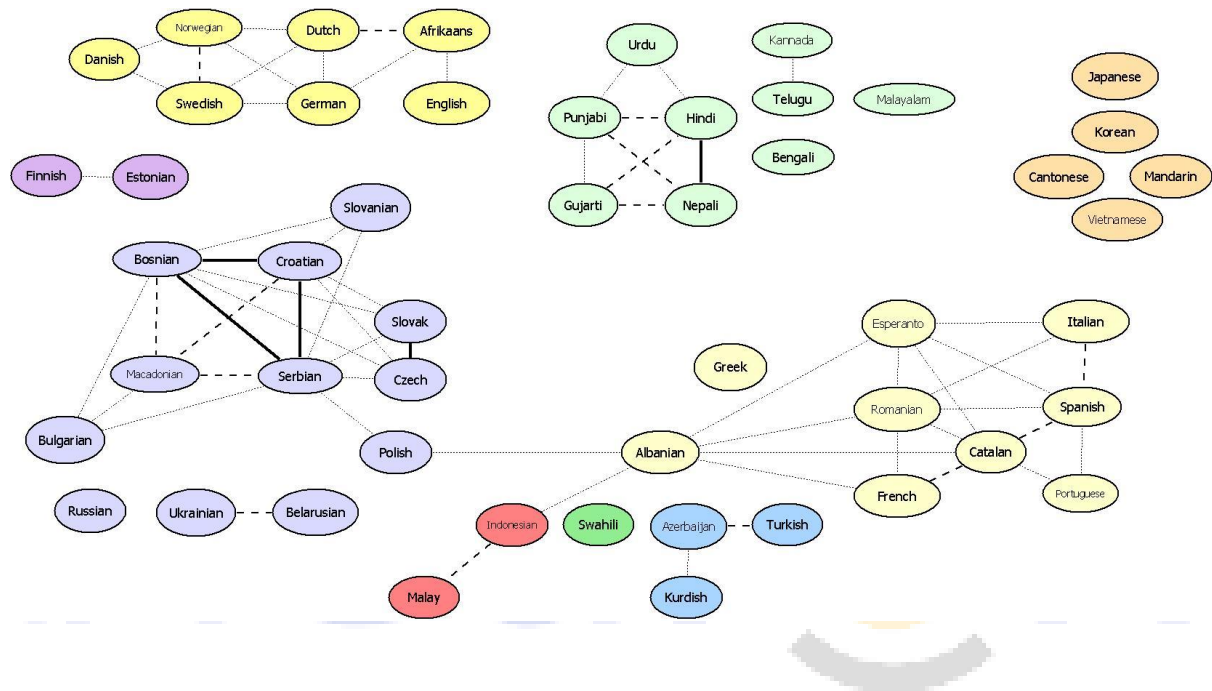 Norwegian
Dutch
Afrikaans
Danish
Swedish
German
English
Urdu
Kannada
Punjabi
Hindi
Telugu
Malayalam
Bengali
Gujarti
Nepali
Japanese
Korean
Cantonese
Mandarin
Vietnamese
Finnish
Estonian
Slovanian
Bosnian
Croatian
Slovak
Macadonian
Serbian
Czech
Bulgarian
Polish
Russian
Ukrainian
Belarusian
Greek
Esperanto
Italian
Romanian
Spanish
Albanian
Catalan
French
Portuguese
Indonesian
Swahili
Azerbaijan
Turkish
Malay
Kurdish